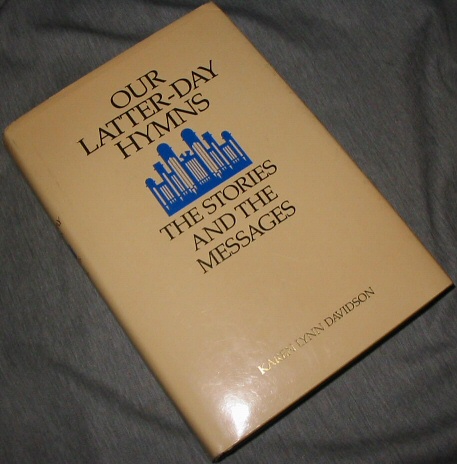 OUR
LATTER-DAY
HYMNS
THE STORIES
AND THE
MESSAGES
KAREN LYNN DAVIDSON